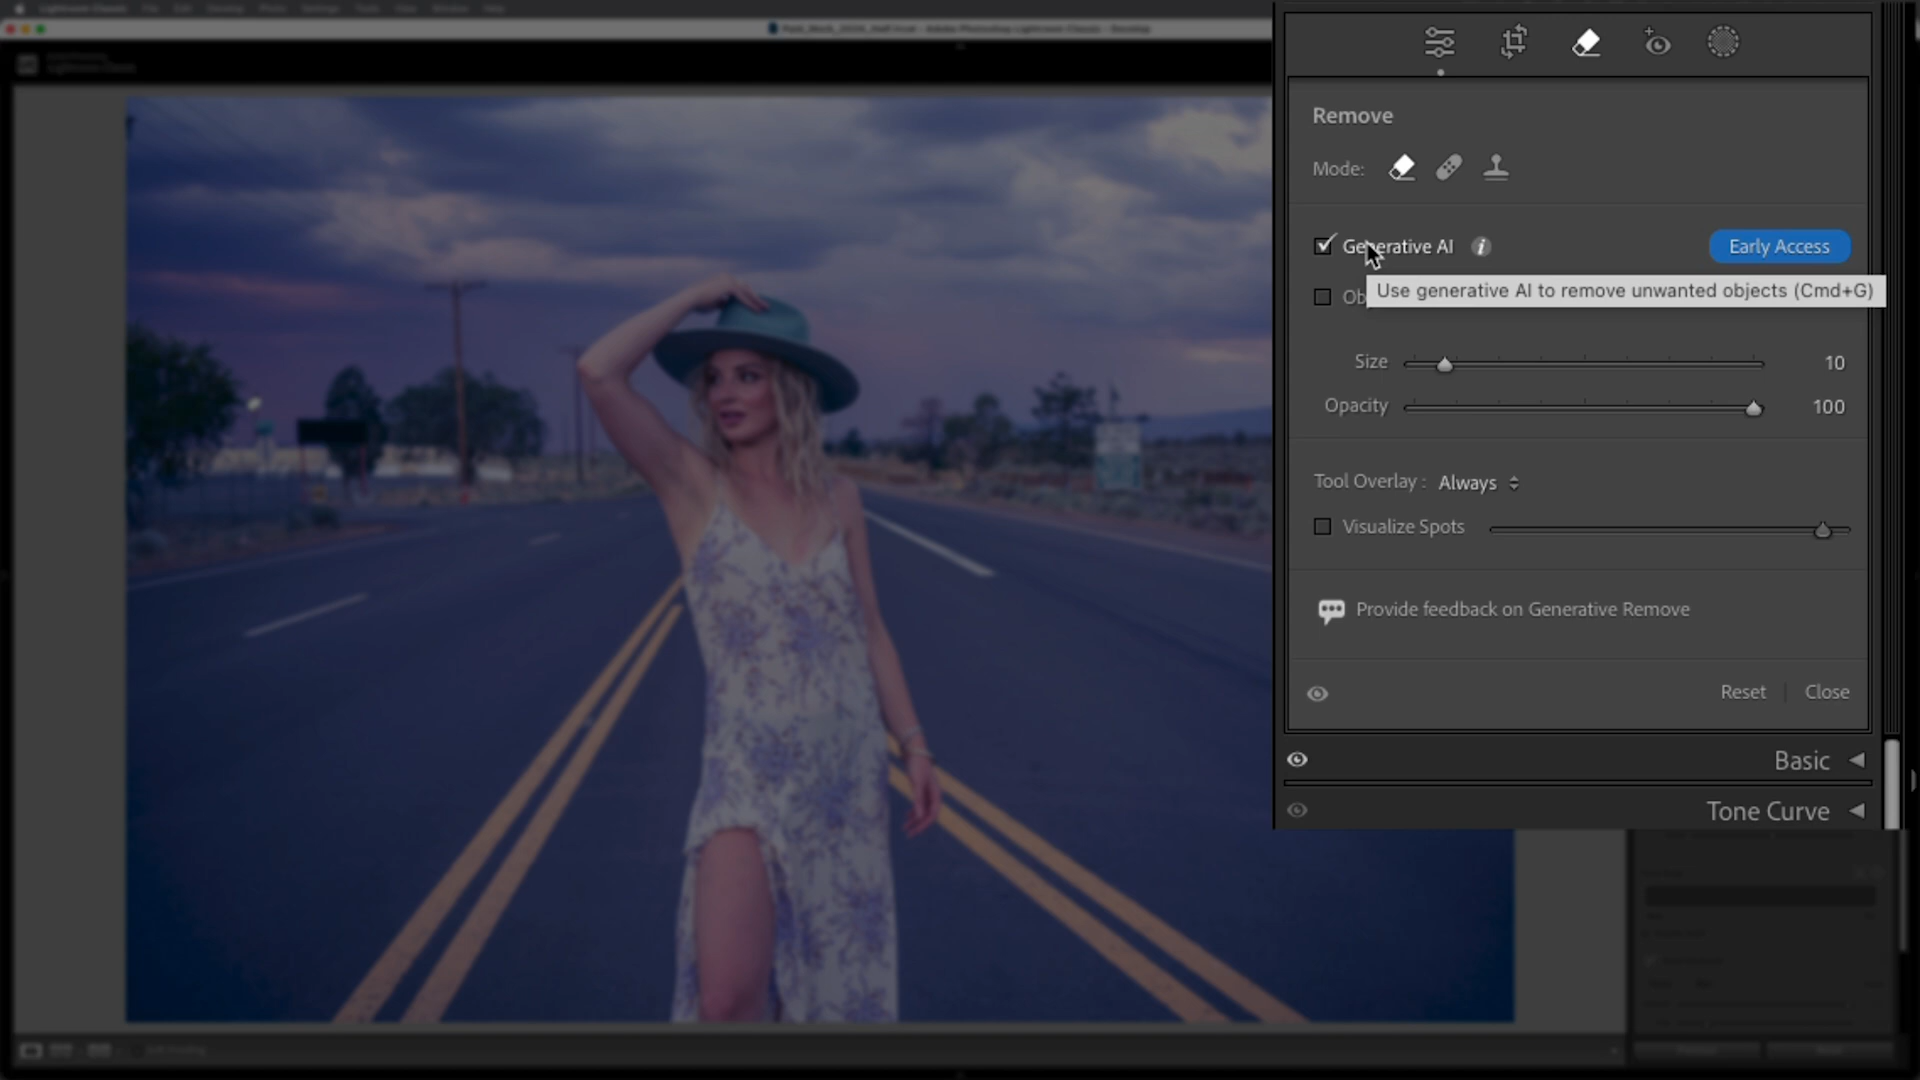 Remove
Mode:
Generative AI i Early Access
Ob
Use generative AI to remove unwanted objects (Cmd+G)
Size 10
Opacity 100
Tool Overlay : Always
Visualize Spots
Provide feedback on Generative Remove
Reset | Close
Basic
Tone Curve